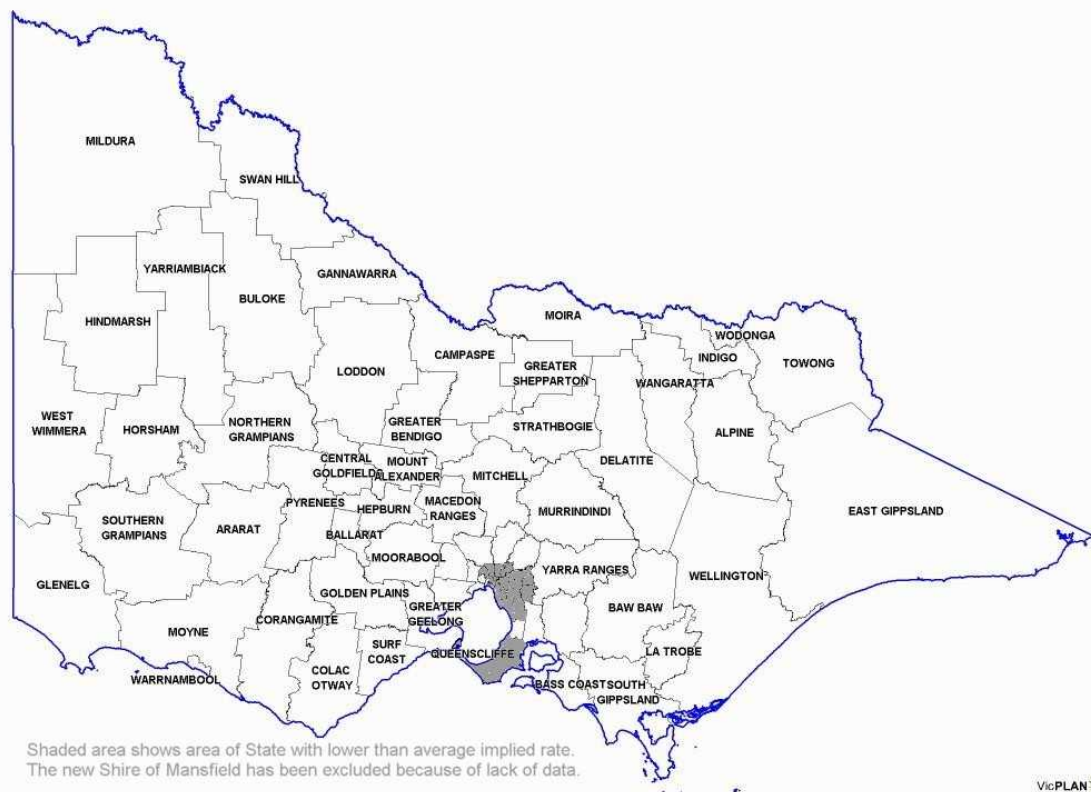 MILDURA
SWAN HILL
YARRIAMBIACK
GANNAWARRA
BULOKE
HINDMARSH
MOIRA
WODONGA
INDIGO
TOWONG
CAMPASPE
GREATER
SHEPPARTON
LODDON
WANGARATTA
WEST
WIMMERA
HORSHAM
NORTHERN
GRAMPIANS
GREATER
BENDIGO
STRATHBOGIE
ALPINE
CENTRAL
GOLDFIELDS
MOUNT
ALEXANDER
DELATITE
MITCHELL
PYRENEES
HEPBURN
MACEDON
RANGES
MURRINDINDI
EAST GIPPSLAND
SOUTHERN
GRAMPIANS
ARARAT
BALLARAT
MOORABOOL
YARRA RANGES
WELLINGTON
GLENELG
GOLDEN PLAINS
GREATER
GEELONG
BAW BAW
CORANGAMITE
MOYNE
SURF
COAST
QUEENSCLIFFE
LA TROBE
WARRNAMBOOL
COLAC
OTWAY
BASS COAST
SOUTH
GIPPSLAND
Shaded area shows area of State with lower than average implied rate.
The new Shire of Mansfield has been excluded because of lack of data.
VicPLAN